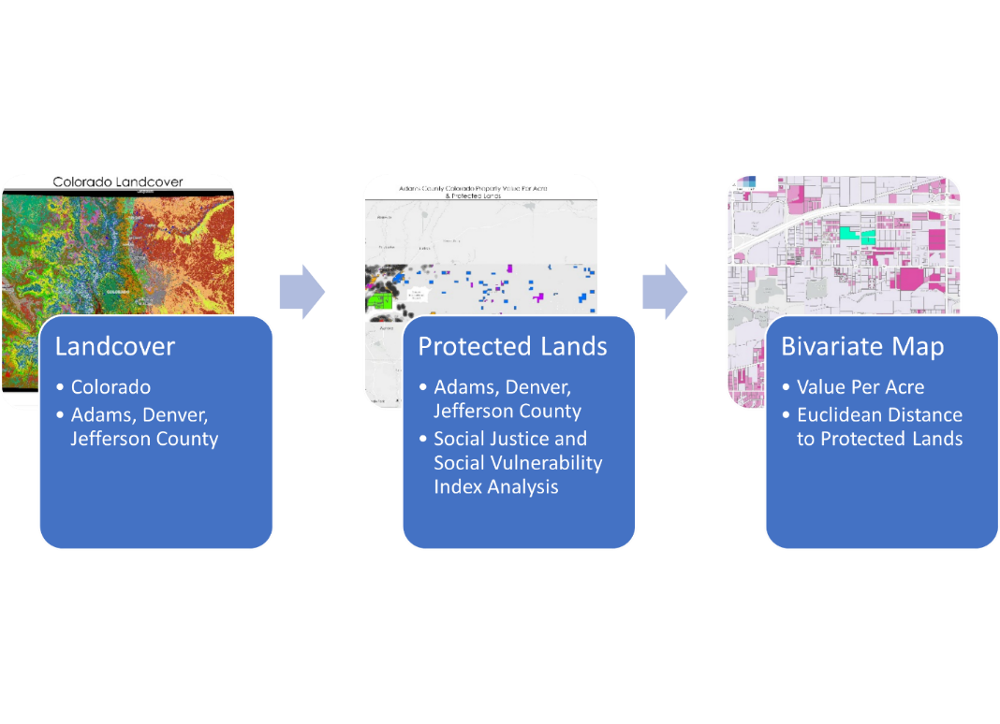 Colorado Landcover
Adams County Colorado Property Value Per Acre
& Protected Lands
Aurora
Landcover
• Colorado
• Adams, Denver,
Jefferson County
Protected Lands
• Adams, Denver,
Jefferson County
• Social Justice and
Social Vulnerability
Index Analysis
Bivariate Map
• Value Per Acre
• Euclidean Distance
to Protected Lands